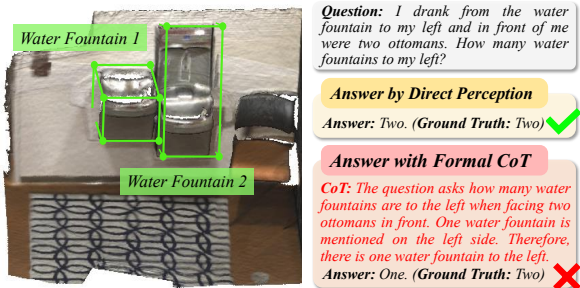 Water Fountain 1
Water Fountain 2
Question: I drank from the water
fountain to my left and in front of me
were two ottomans. How many water
fountains to my left?
Answer by Direct Perception
Answer: Two. (Ground Truth: Two)
Answer with Formal CoT
CoT: The question asks how many water
fountains are to the left when facing two
ottomans in front. One water fountain is
mentioned on the left side. Therefore,
there is one water fountain to the left.
Answer: One. (Ground Truth: Two)